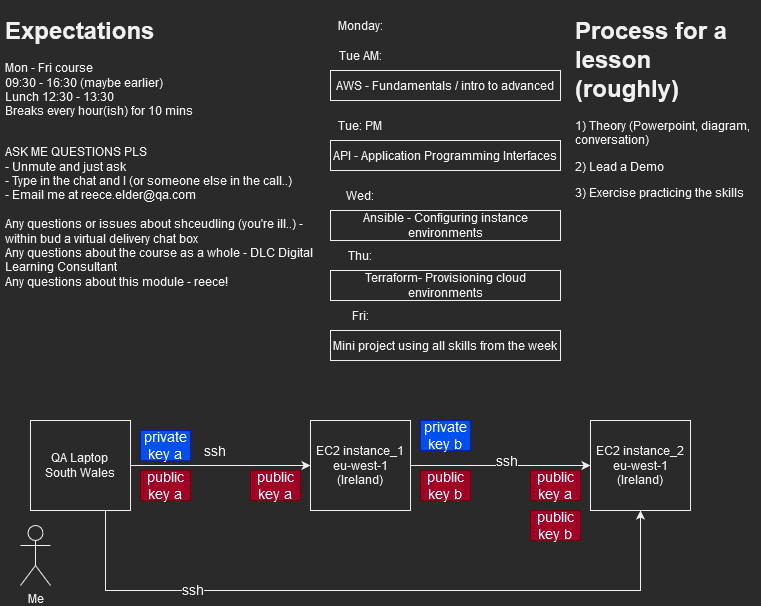 Expectations
Mon - Fri course
09:30 - 16:30 (maybe earlier)
Lunch 12:30 - 13:30
Breaks every hour(ish) for 10 mins
ASK ME QUESTIONS PLS
- Unmute and just ask
- Type in the chat and I (or someone else in the call..)
- Email me at reece.elder@qa.com
Any questions or issues about shceudling (you're ill..) -
within bud a virtual delivery chat box
Any questions about the course as a whole - DLC Digital
Learning Consultant
Any questions about this module - reece!
Monday:
Tue AM:
AWS - Fundamentals / intro to advanced
Tue: PM
API - Application Programming Interfaces
Wed:
Ansible - Configuring instance
environments
Thu:
Terraform- Provisioning cloud
environments
Fri:
Mini project using all skills from the week
Process for a
lesson
(roughly)
1) Theory (Powerpoint, diagram,
conversation)
2) Lead a Demo
3) Exercise practicing the skills
QA Laptop
South Wales
private
key a
public
key a
ssh
public
key a
EC2 instance_1
eu-west-1
(Ireland)
private
key b
public
key b
ssh
public
key a
public
key b
EC2 instance_2
eu-west-1
(Ireland)
Me
ssh